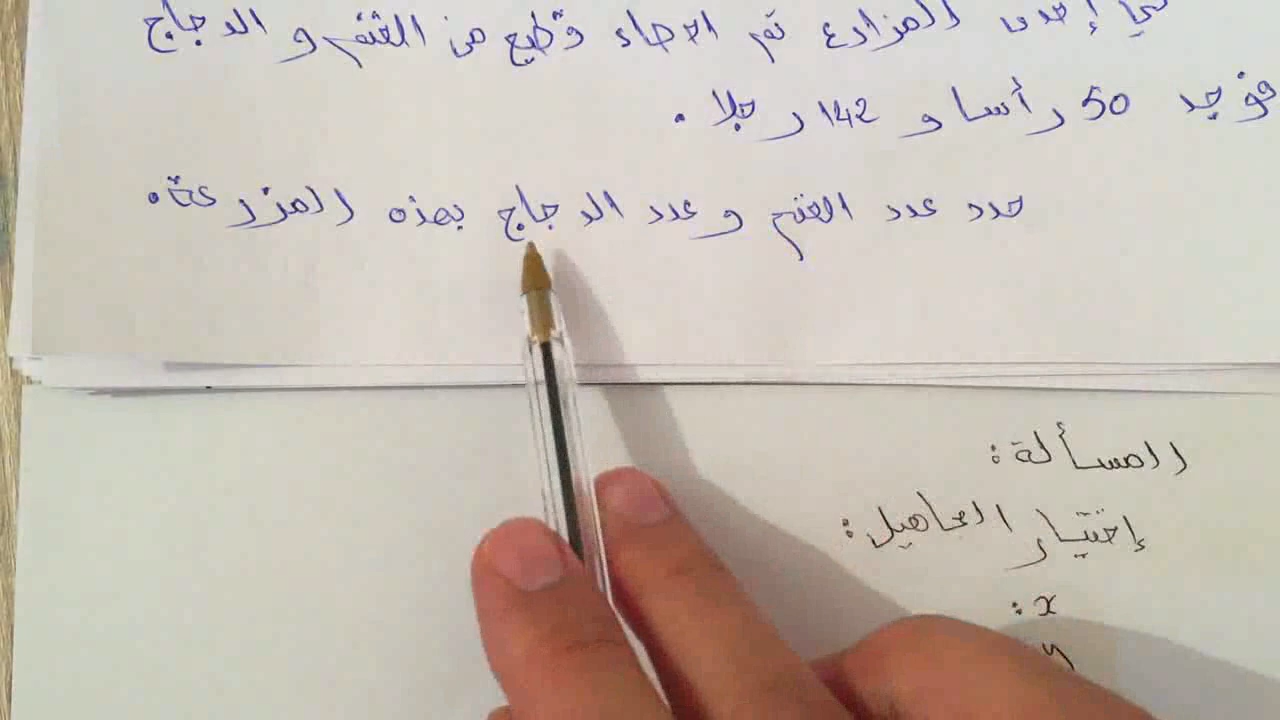 في إحدى المزارع تم احصاء قطيع من الغنم و الدجاج
فوجد 50 رأسا و 142 رجلا .
حدد عدد الغنم و عدد الدجاج بهذه المزرعة .
المسألة :
إختيار المجاهيل :
x :
y